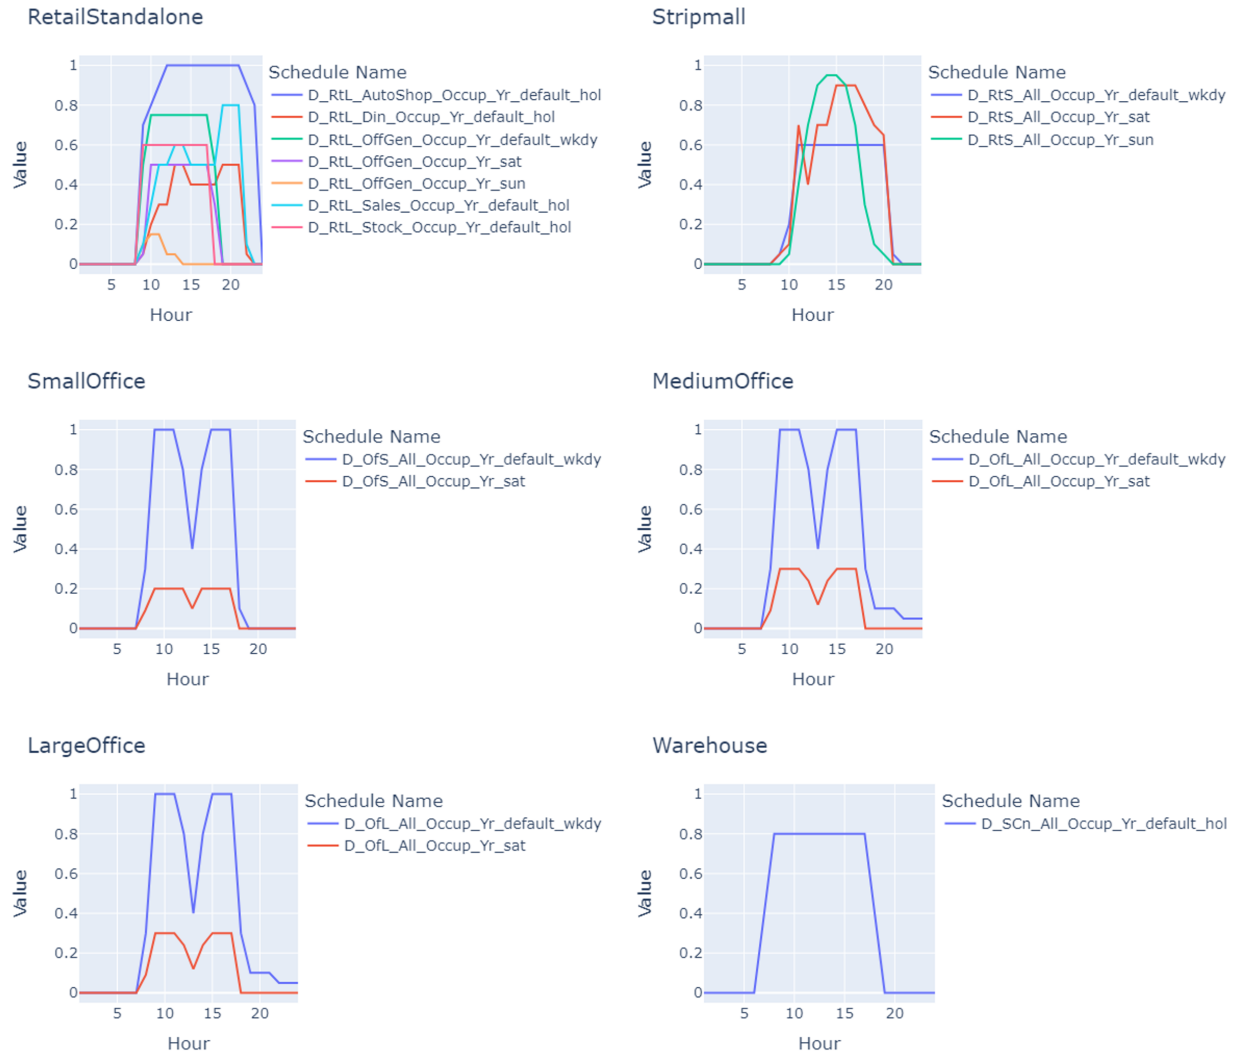 RetailStandalone
1
0.8
0.6
0.4
0.2
0
Value
5
10
15
20
Hour
Schedule Name
D_RtL_AutoShop_Occup_Yr_default_hol
D_RtL_Din_Occup_Yr_default_hol
D_RtL_OffGen_Occup_Yr_default_wkdy
D_RtL_OffGen_Occup_Yr_sat
D_RtL_OffGen_Occup_Yr_sun
D_RtL_Sales_Occup_Yr_default_hol
D_RtL_Stock_Occup_Yr_default_hol
Stripmall
1
0.8
0.6
0.4
0.2
0
Value
5
10
15
20
Hour
Schedule Name
D_RtS_All_Occup_Yr_default_wkdy
D_RtS_All_Occup_Yr_sat
D_RtS_All_Occup_Yr_sun
SmallOffice
1
0.8
0.6
0.4
0.2
0
Value
5
10
15
20
Hour
Schedule Name
D_OfS_All_Occup_Yr_default_wkdy
D_OfS_All_Occup_Yr_sat
MediumOffice
1
0.8
0.6
0.4
0.2
0
Value
5
10
15
20
Hour
Schedule Name
D_OfL_All_Occup_Yr_default_wkdy
D_OfL_All_Occup_Yr_sat
LargeOffice
1
0.8
0.6
0.4
0.2
0
Value
5
10
15
20
Hour
Schedule Name
D_OfL_All_Occup_Yr_default_wkdy
D_OfL_All_Occup_Yr_sat
Warehouse
1
0.8
0.6
0.4
0.2
0
Value
5
10
15
20
Hour
Schedule Name
D_SCn_All_Occup_Yr_default_hol